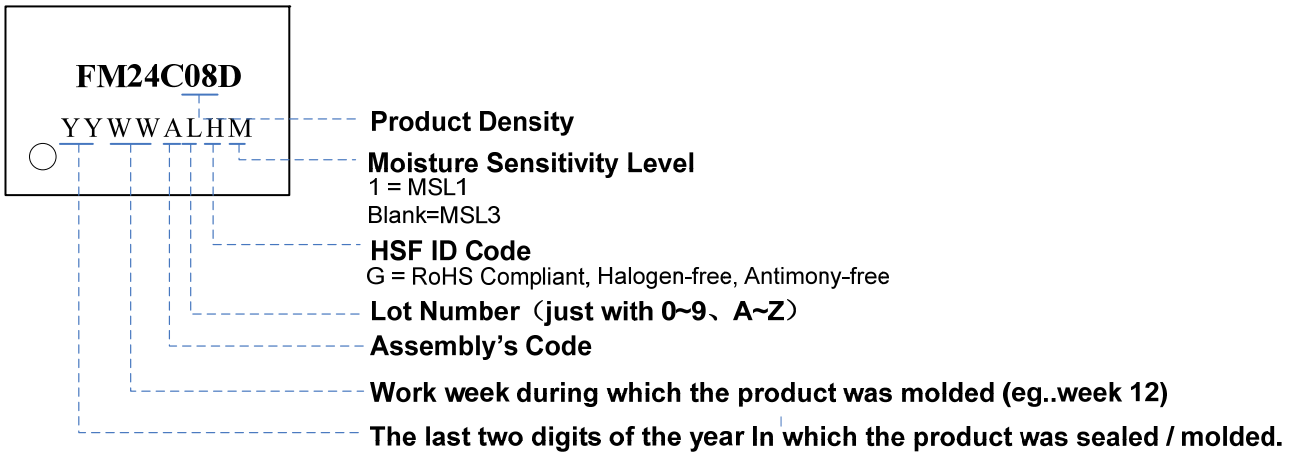 FM24C08D
YYWWALHM
Product Density
Moisture Sensitivity Level
1 = MSL1
Blank=MSL3
HSF ID Code
G = RoHS Compliant, Halogen-free, Antimony-free
Lot Number（just with 0~9、A~Z）
Assembly's Code
Work week during which the product was molded (eg..week 12)
The last two digits of the year In which the product was sealed / molded.